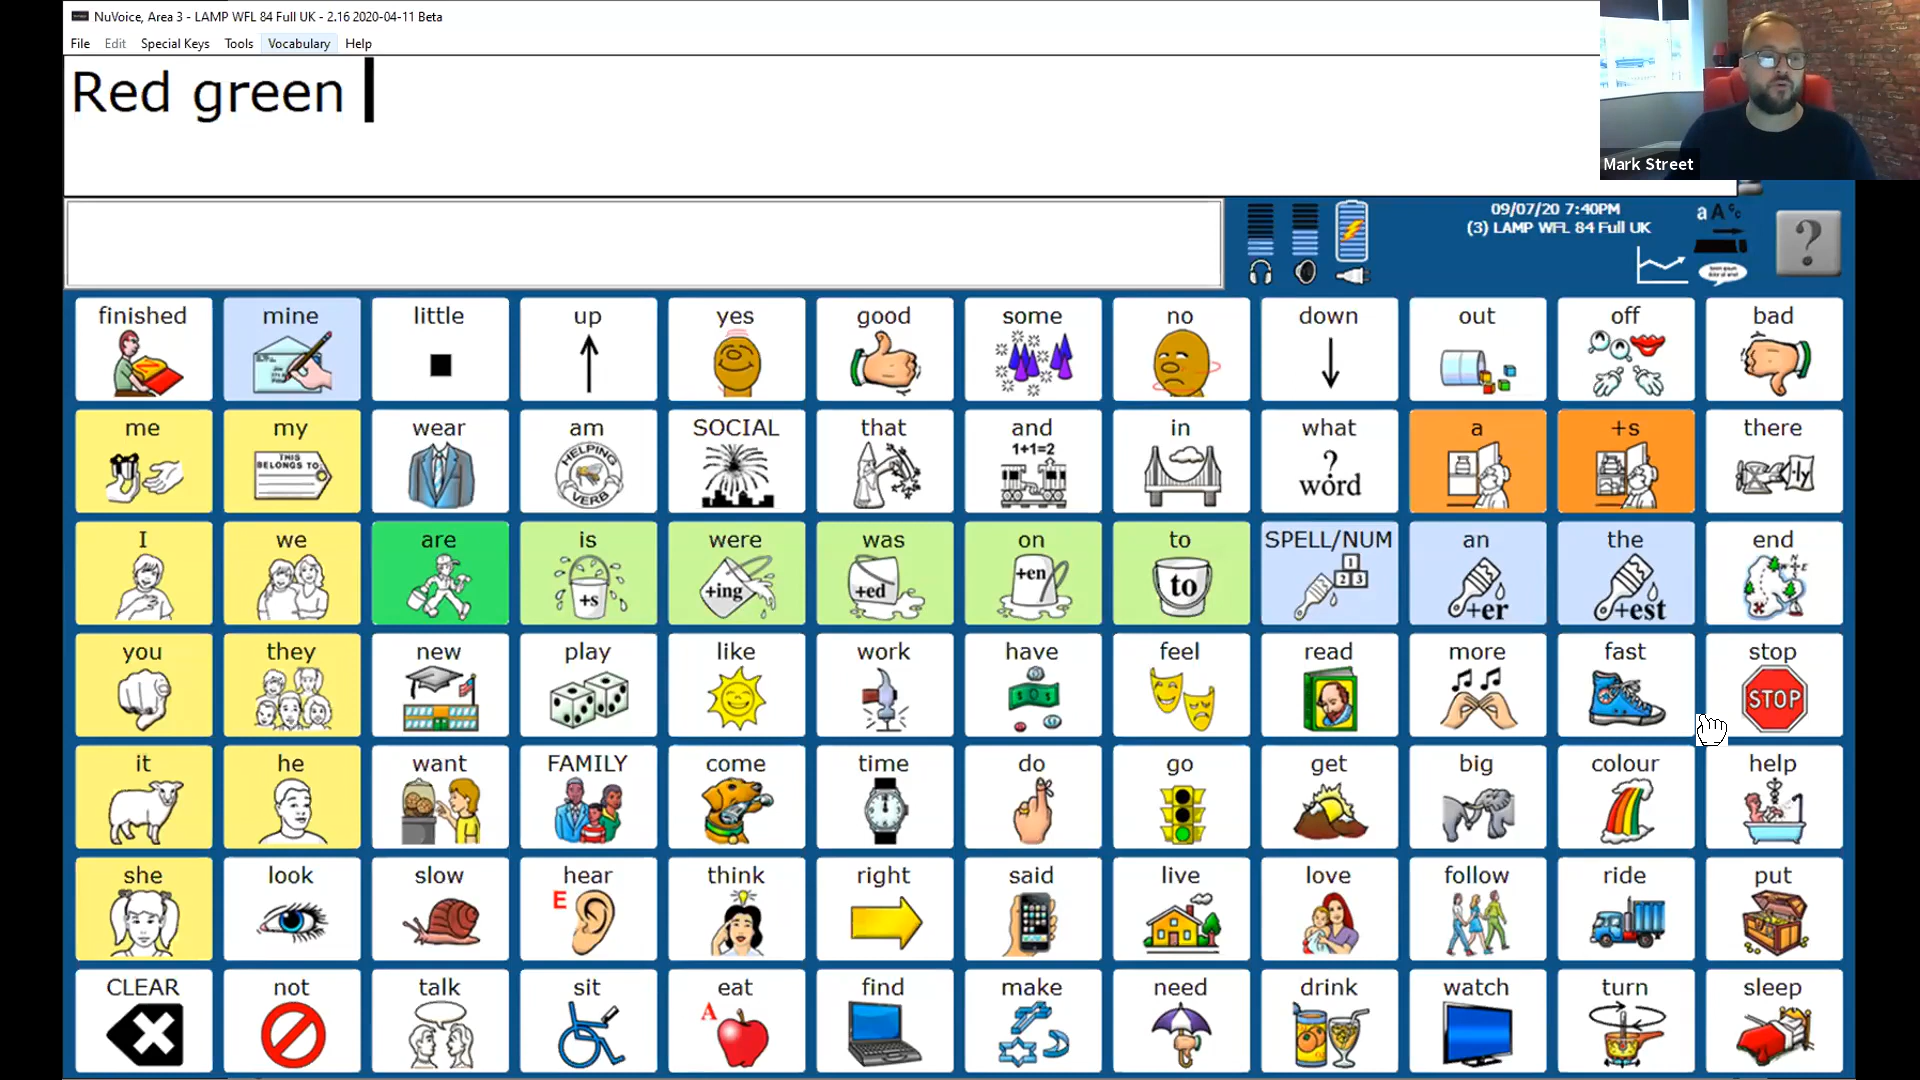 NuVoice, Area 3 - LAMP WFL 84 Full UK - 2.16 2020-04-11 Beta
File Edit Special Keys Tools Vocabulary Help
Red green
Mark Street
09/07/20 7:40PM
(3) LAMP WFL 84 Full UK
a A C c
?
finished mine little up yes good some no down out off bad
me my wear am SOCIAL that and in what a +s there
THIS BELONGS TO
HELPING VERB
1+1=2
? word
ly
I we are is were was on to SPELL/NUM an the end
+s +ing +ed +en to 1 2 3 +er +est
N W E X
you they new play like work have feel read more fast stop
STOP
it he want FAMILY come time do go get big colour help
she look slow hear think right said live love follow ride put
E
CLEAR not talk sit eat find make need drink watch turn sleep
A